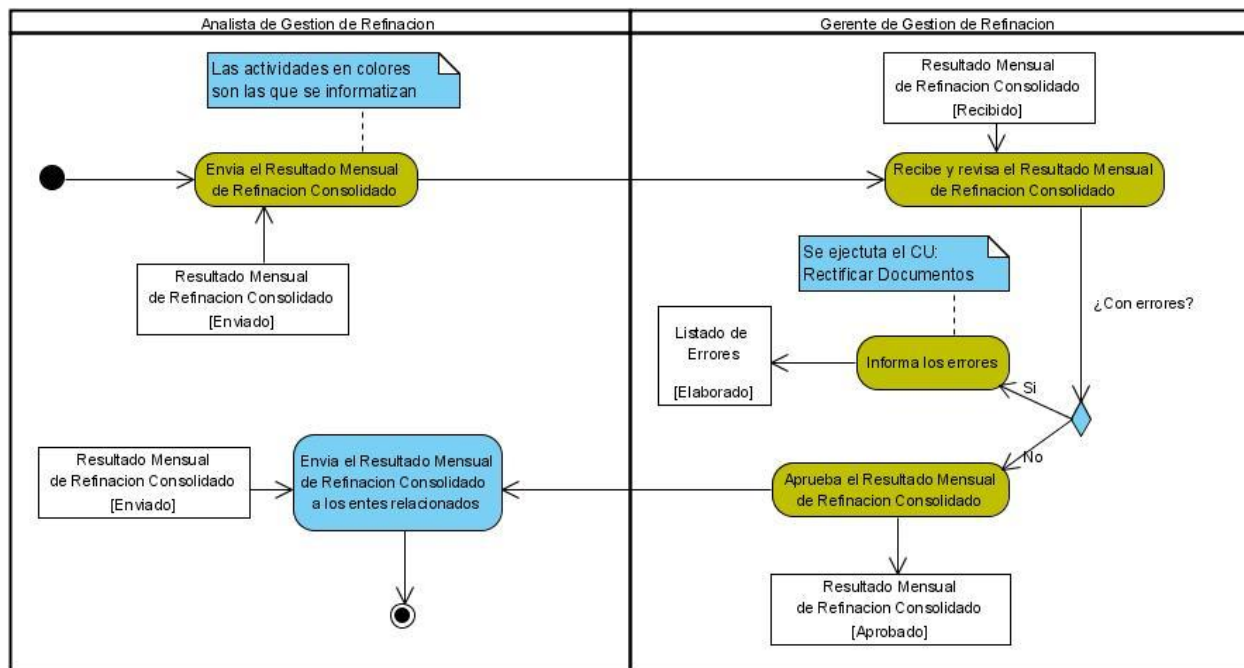 Analista de Gestion de Refinacion
Gerente de Gestion de Refinacion
Las actividades en colores
son las que se informatizan
Resultado Mensual
de Refinacion Consolidado
[Recibido]
Envia el Resultado Mensual
de Refinacion Consolidado
Recibe y revisa el Resultado Mensual
de Refinacion Consolidado
Resultado Mensual
de Refinacion Consolidado
[Enviado]
Se ejectuta el CU:
Rectificar Documentos
¿Con errores?
Listado de
Errores
[Elaborado]
Informa los errores
Si
No
Resultado Mensual
de Refinacion Consolidado
[Enviado]
Envia el Resultado Mensual
de Refinacion Consolidado
a los entes relacionados
Aprueba el Resultado Mensual
de Refinacion Consolidado
Resultado Mensual
de Refinacion Consolidado
[Aprobado]